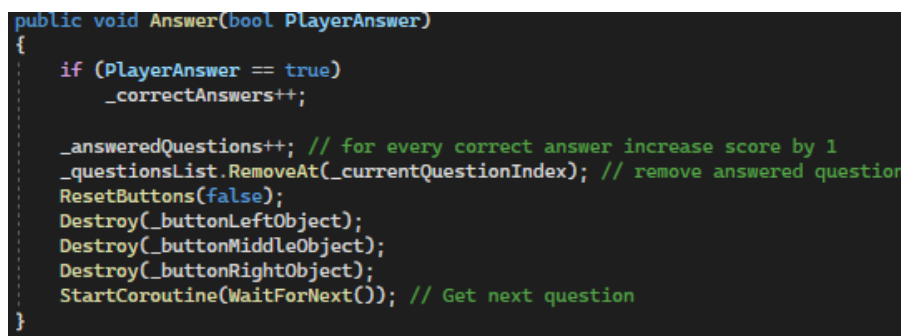 public void Answer(bool PlayerAnswer)
{
if (PlayerAnswer == true)
_correctAnswers++;
_answeredQuestions++; // for every correct answer increase score by 1
_questionsList.RemoveAt(_currentQuestionIndex); // remove answered question
ResetButtons(false);
Destroy(_buttonLeftObject);
Destroy(_buttonMiddleObject);
Destroy(_buttonRightObject);
StartCoroutine(WaitForNext()); // Get next question
}